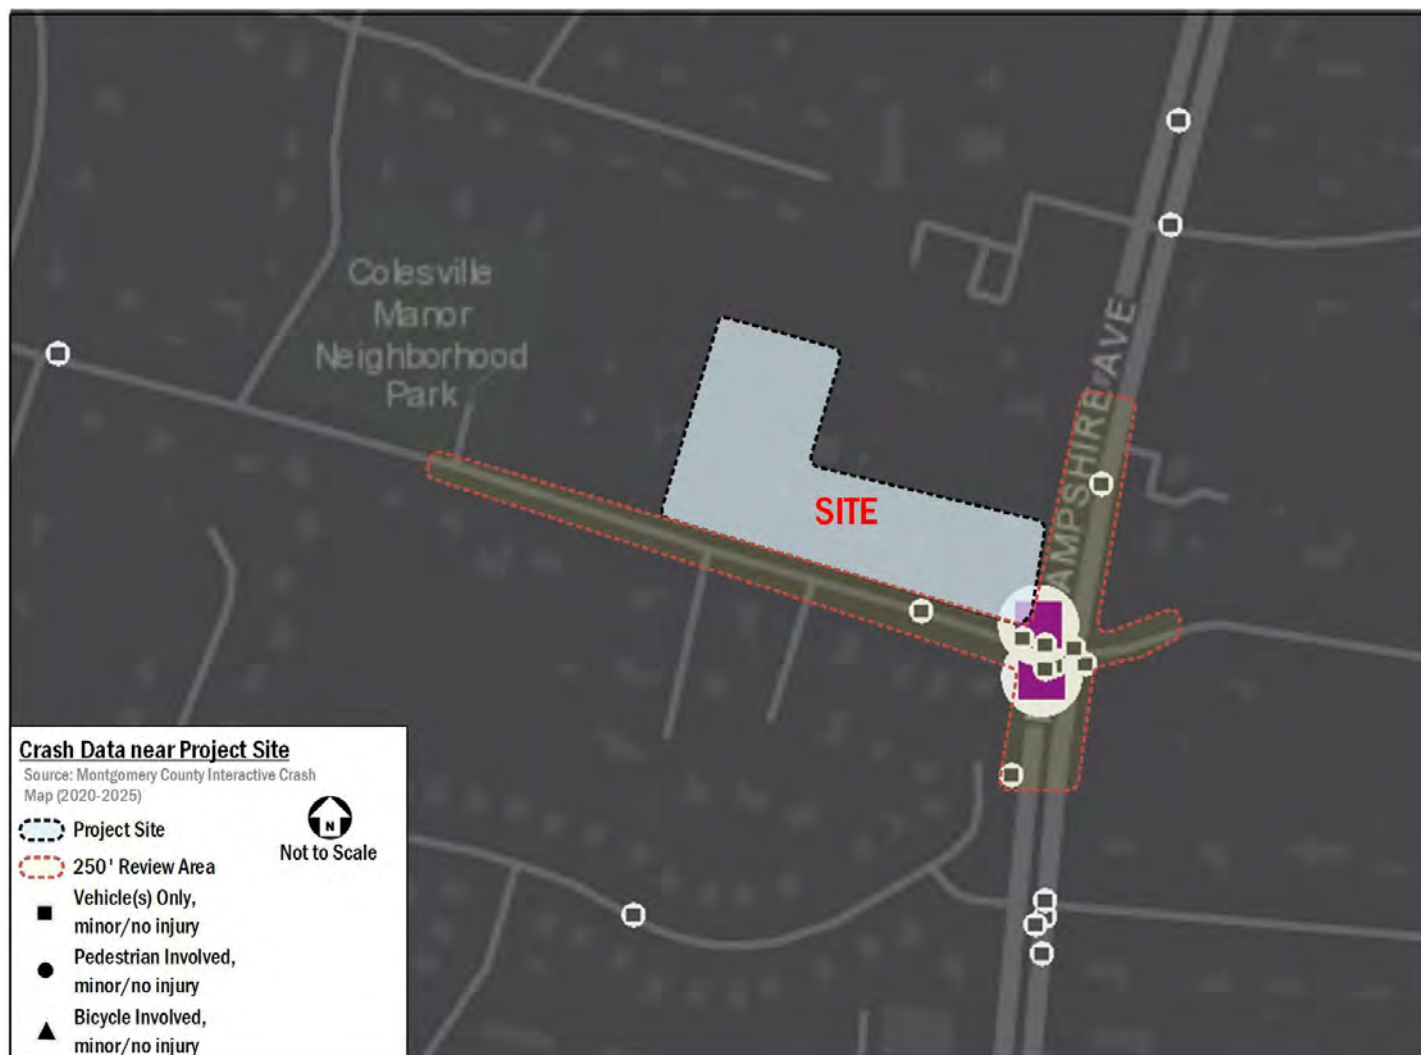 Colesville
Manor
Neighborhood
Park
AMPSHIRE AVE
SITE
Crash Data near Project Site
Source: Montgomery County Interactive Crash
Map (2020-2025)
N
Not to Scale
Project Site
250' Review Area
Vehicle(s) Only,
minor/no injury
Pedestrian Involved,
minor/no injury
Bicycle Involved,
minor/no injury